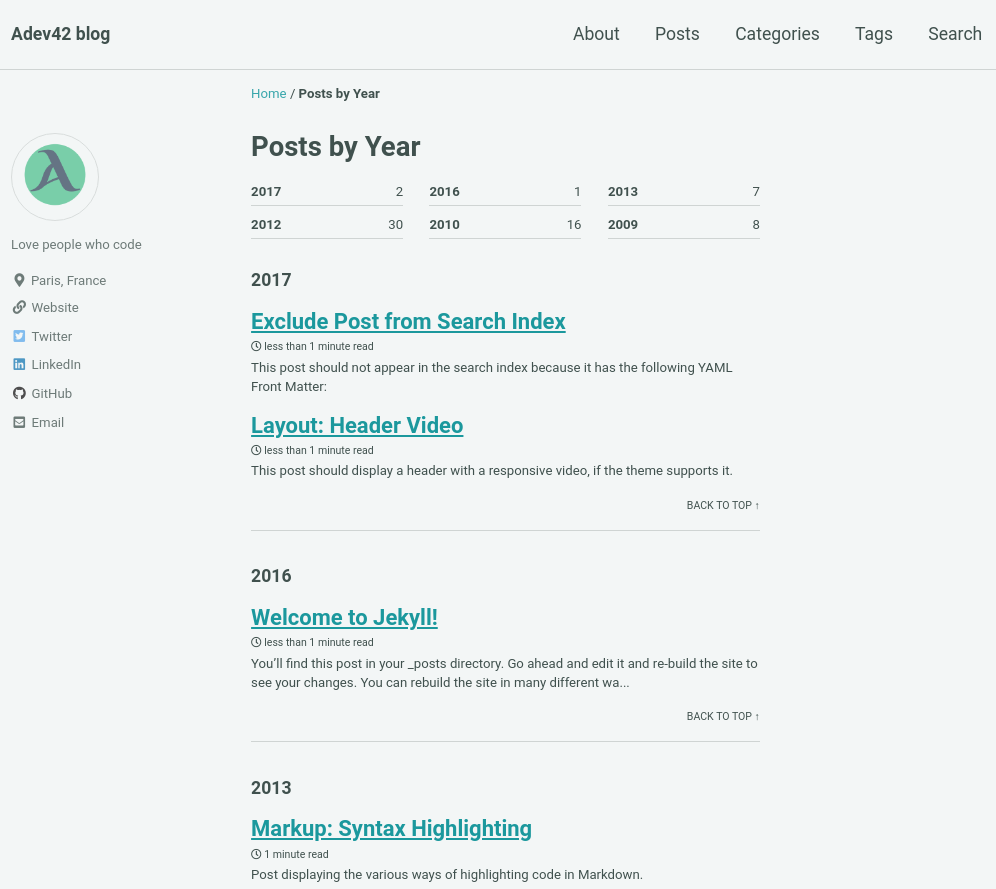 Adev42 blog
About Posts Categories Tags Search
Home / Posts by Year
Love people who code
Paris, France
Website
Twitter
LinkedIn
GitHub
Email
Posts by Year
2017 2 2016 1 2013 7
2012 30 2010 16 2009 8
2017
Exclude Post from Search Index
less than 1 minute read
This post should not appear in the search index because it has the following YAML
Front Matter:
Layout: Header Video
less than 1 minute read
This post should display a header with a responsive video, if the theme supports it.
BACK TO TOP ↑
2016
Welcome to Jekyll!
less than 1 minute read
You’ll find this post in your _posts directory. Go ahead and edit it and re-build the site to
see your changes. You can rebuild the site in many different wa...
BACK TO TOP ↑
2013
Markup: Syntax Highlighting
1 minute read
Post displaying the various ways of highlighting code in Markdown.